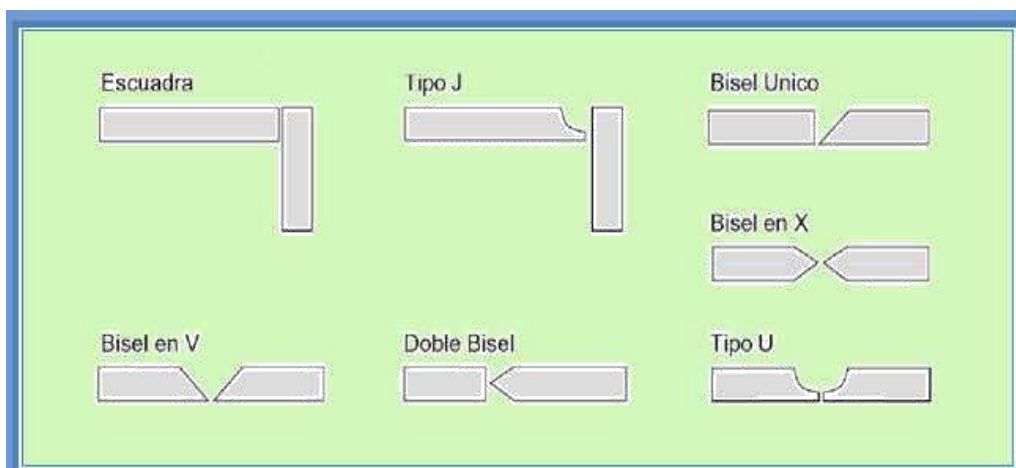 Escuadra
Tipo J
Bisel Unico
Bisel en X
Bisel en V
Doble Bisel
Tipo U